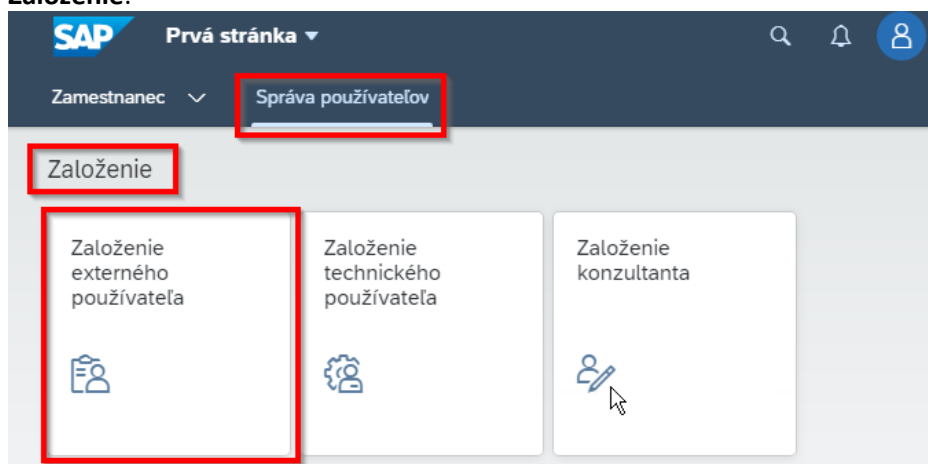 Založenie.
SAP Prvá stránka
Zamestnanec Správa používateľov
Založenie
Založenie
externého
používateľa
Založenie
technického
používateľa
Založenie
konzultanta